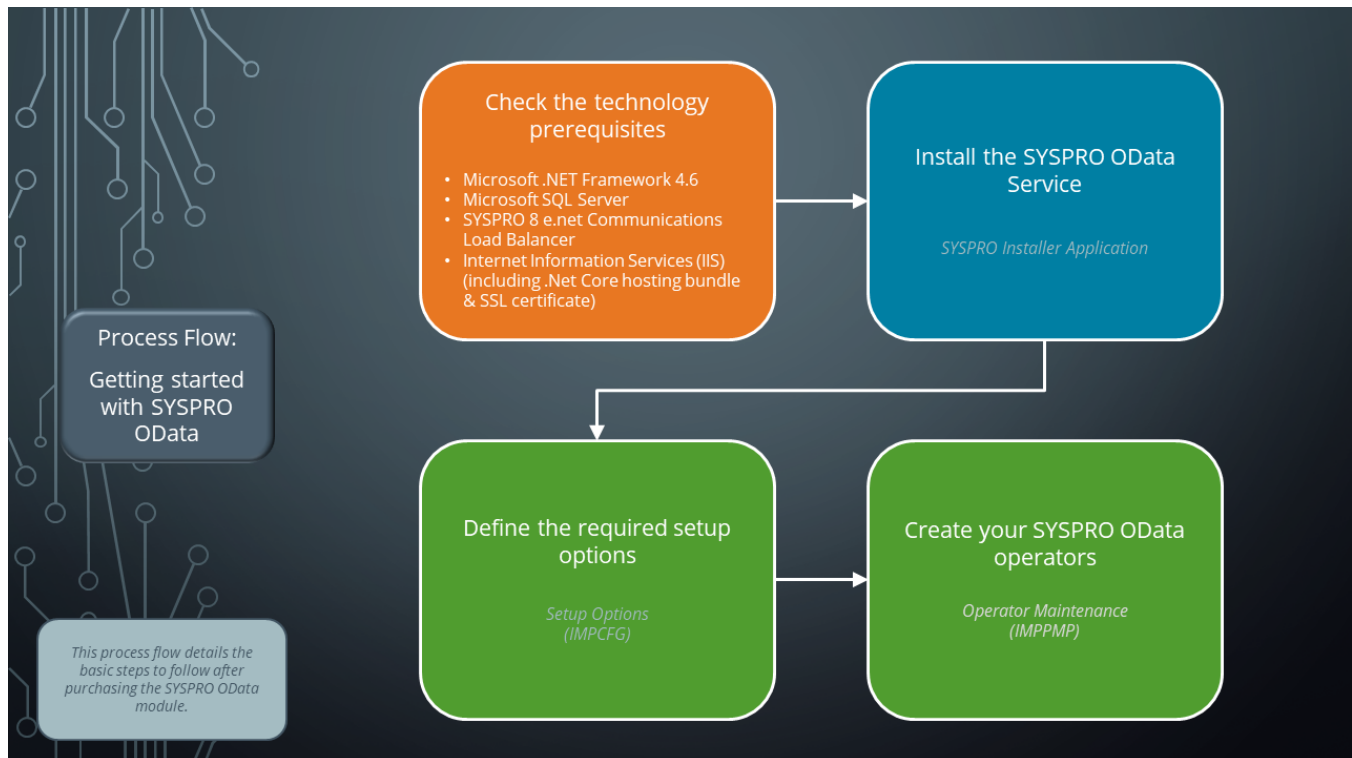 Process Flow:
Getting started
with SYSPRO
OData
This process flow details the
basic steps to follow after
purchasing the SYSPRO OData
module.
Check the technology
prerequisites
• Microsoft .NET Framework 4.6
• Microsoft SQL Server
• SYSPRO 8 e.net Communications
Load Balancer
• Internet Information Services (IIS)
(including .Net Core hosting bundle
& SSL certificate)
Install the SYSPRO OData
Service
SYSPRO Installer Application
Define the required setup
options
Setup Options
(IMPCFG)
Create your SYSPRO OData
operators
Operator Maintenance
(IMPPMP)